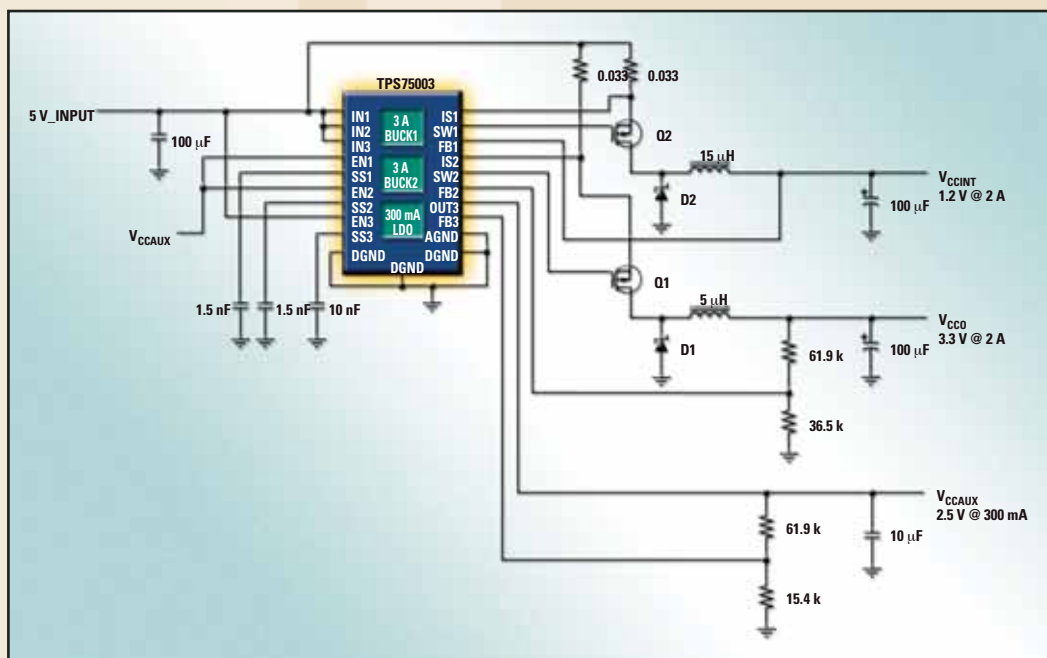 TPS75003
0.033
0.033
5 V_INPUT
100 μF
IN1
IN2
IN3
EN1
SS1
EN2
SS2
EN3
SS3
DGND
3 A
BUCK1
3 A
BUCK2
300 mA
LDO
DGND
IS1
SW1
FB1
IS2
SW2
FB2
OUT3
FB3
AGND
DGND
VCCAUX
1.5 nF
1.5 nF
10 nF
Q2
15 μH
D2
VCCINT
1.2 V @ 2 A
100 μF
Q1
5 μH
D1
VCCO
3.3 V @ 2 A
61.9 k
100 μF
36.5 k
VCCAUX
2.5 V @ 300 mA
61.9 k
10 μF
15.4 k